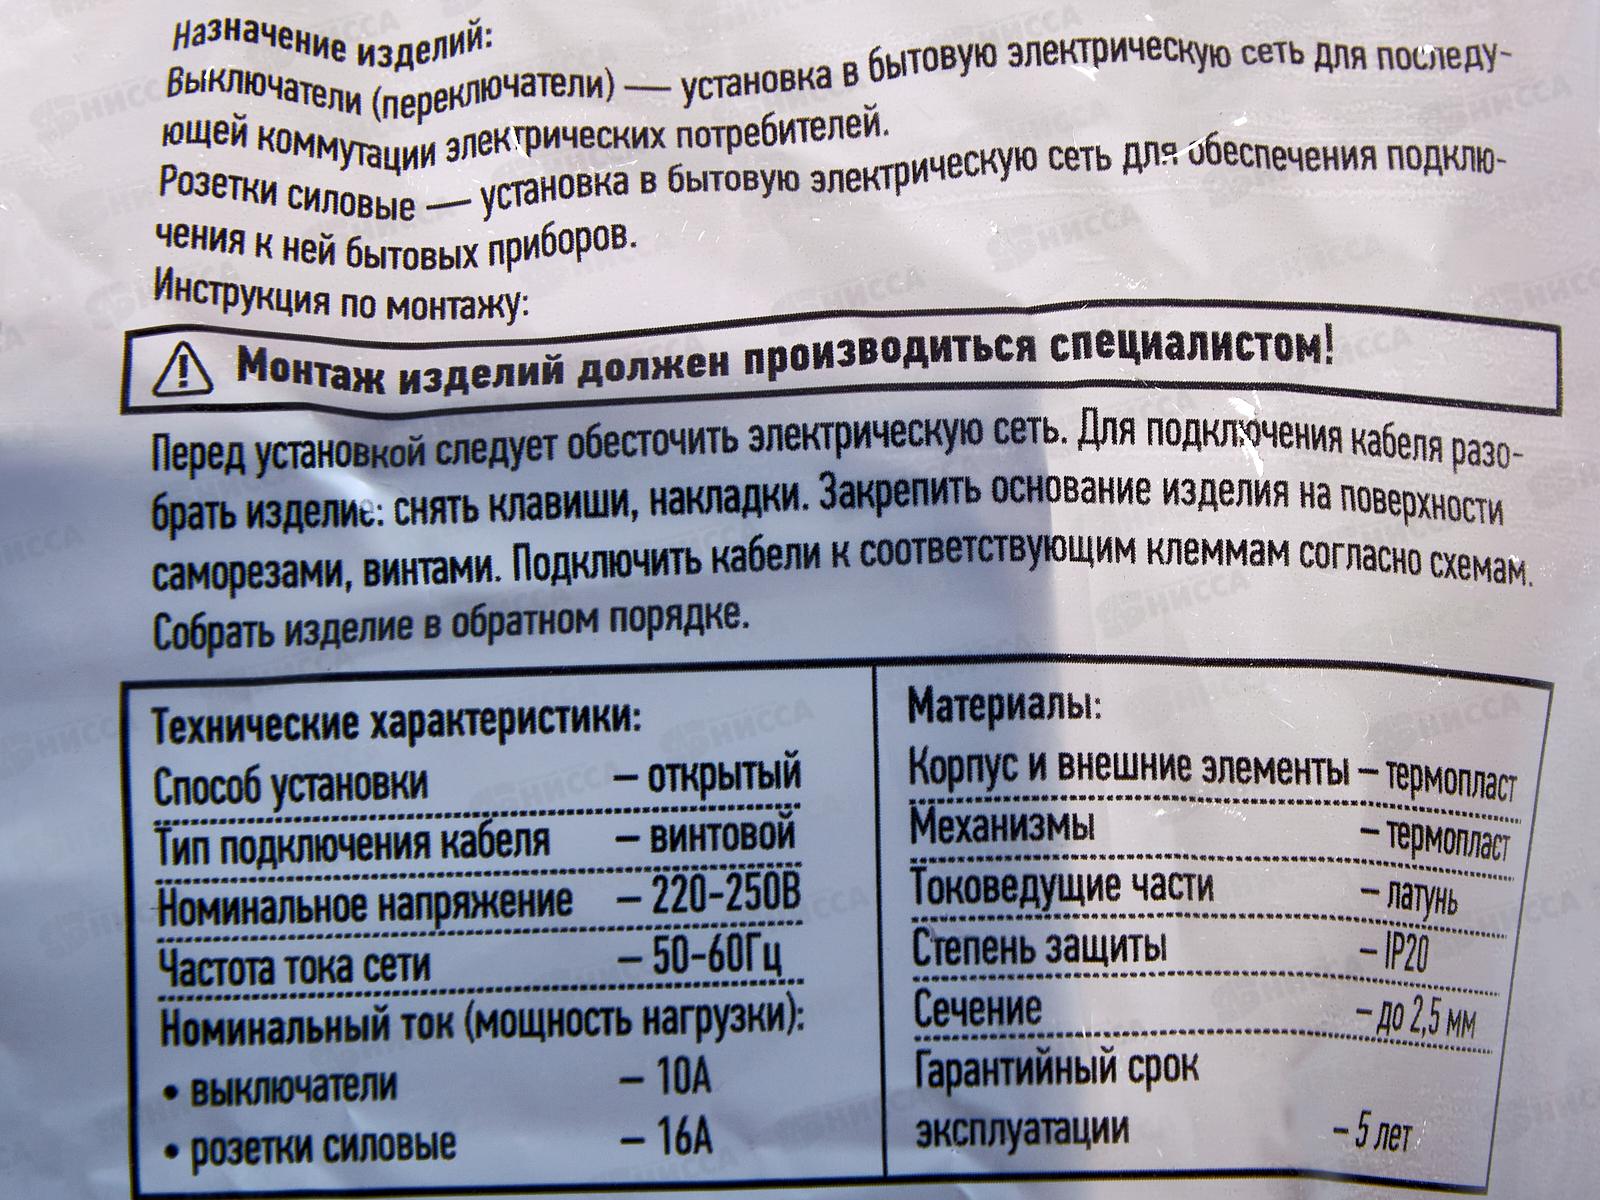 Назначение изделий:
Выключатели (переключатели) — установка в бытовую электрическую сеть для последу-
ющей коммутации электрических потребителей.
Розетки силовые — установка в бытовую электрическую сеть для обеспечения подклю-
чения к ней бытовых приборов.
Инструкция по монтажу:
Монтаж изделий должен производиться специалистом!
Перед установкой следует обесточить электрическую сеть. Для подключения кабеля разо-
брать изделие: снять клавиши, накладки. Закрепить основание изделия на поверхности
саморезами, винтами. Подключить кабели к соответствующим клеммам согласно схемам.
Собрать изделие в обратном порядке.
Технические характеристики:
Способ установки – открытый
Тип подключения кабеля – винтовой
Номинальное напряжение – 220-250В
Частота тока сети – 50-60Гц
Номинальный ток (мощность нагрузки):
• выключатели – 10А
• розетки силовые – 16А
Материалы:
Корпус и внешние элементы – термопласт
Механизмы – термопласт
Токоведущие части – латунь
Степень защиты – IP20
Сечение – до 2,5 мм
Гарантийный срок
эксплуатации – 5 лет